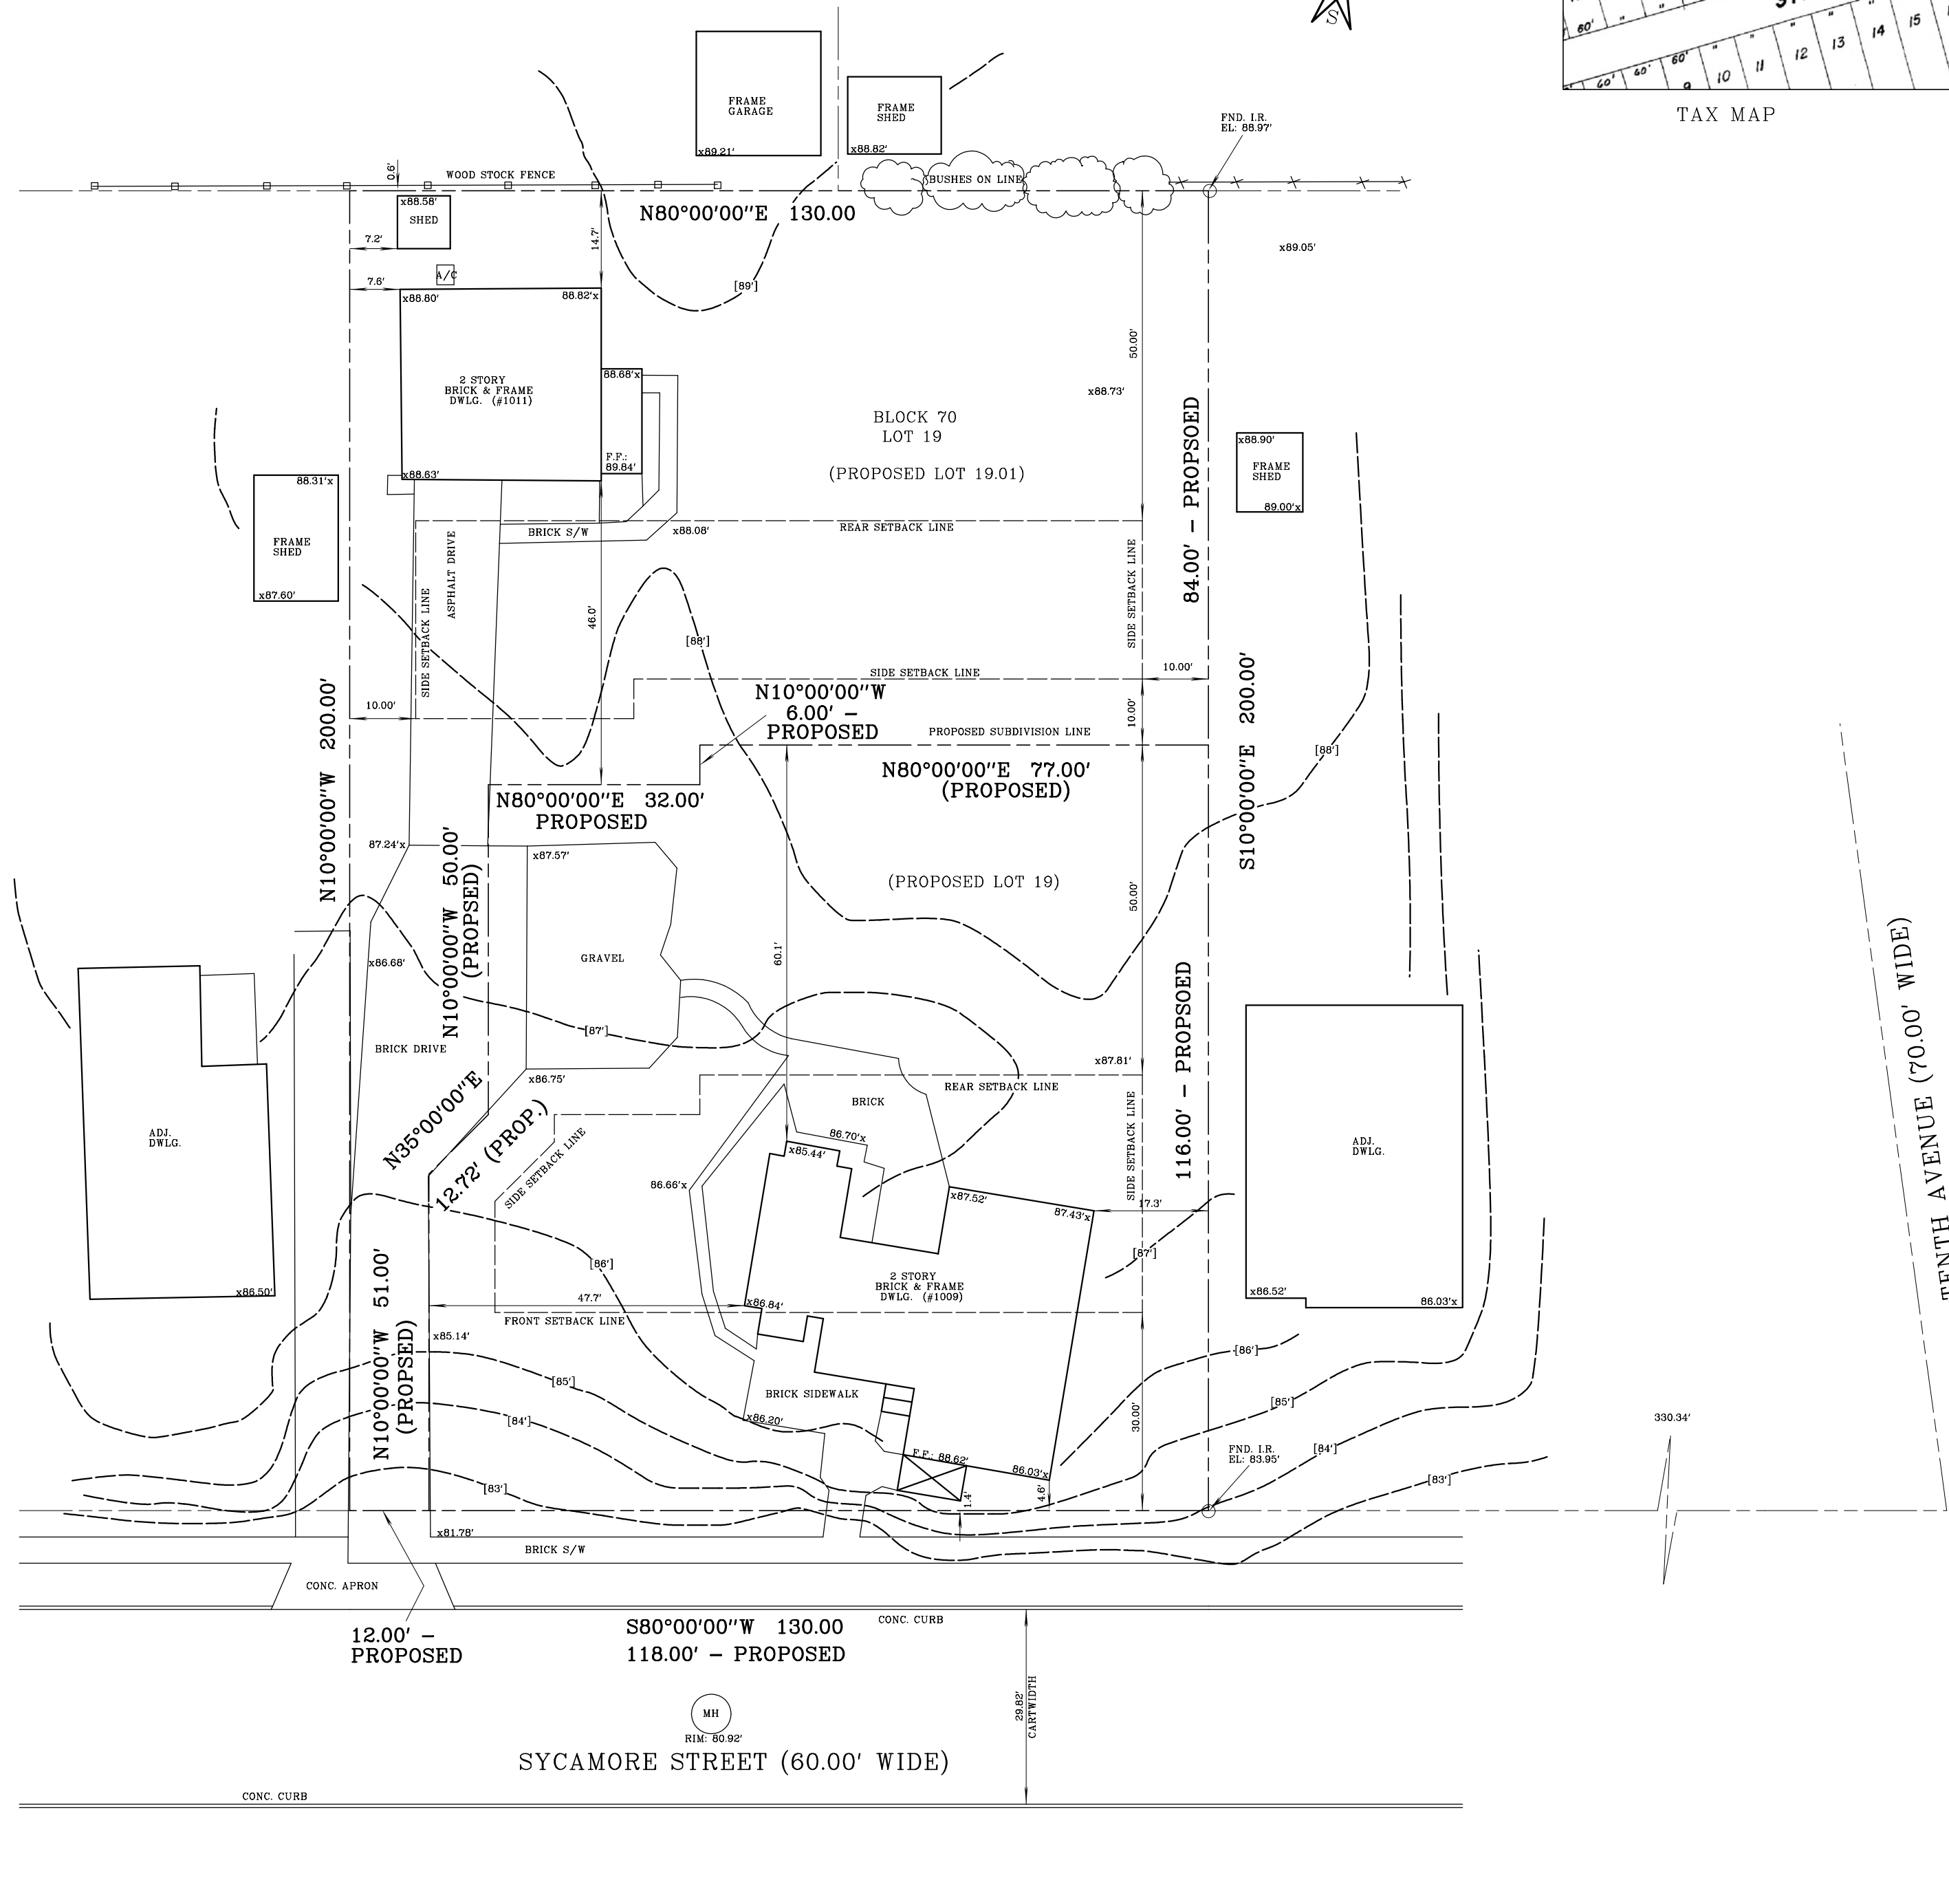 S
60'
"
"
"
"
"
"
60'
60'
60'
9
10
11
12
13
14
15
TAX MAP
FRAME
GARAGE
x89.21'
FRAME
SHED
x88.82'
FND. I.R.
EL: 88.97'
0.6'
WOOD STOCK FENCE
BUSHES ON LINE
x88.58'
SHED
N80°00'00"E 130.00
7.2'
14.7'
x89.05'
A/C
7.6'
[89']
x88.80'
88.82'x
50.00'
2 STORY
BRICK & FRAME
DWLG. (#1011)
88.68'x
x88.73'
BLOCK 70
LOT 19
(PROPOSED LOT 19.01)
84.00' – PROPSOED
x88.90'
FRAME
SHED
89.00'x
F.F.:
89.84'
x88.63'
88.31'x
FRAME
SHED
x87.60'
BRICK S/W
x88.08'
REAR SETBACK LINE
ASPHALT DRIVE
SIDE SETBACK LINE
SIDE SETBACK LINE
46.0'
[88']
SIDE SETBACK LINE
10.00'
N10°00'00"W 200.00'
10.00'
N10°00'00"W
6.00' –
PROPOSED
10.00'
PROPOSED SUBDIVISION LINE
S10°00'00"E 200.00'
[88']
N80°00'00"E 77.00'
(PROPOSED)
N80°00'00"E 32.00'
PROPOSED
87.24'x
x87.57'
N10°00'00"W 50.00'
(PROPSED)
(PROPOSED LOT 19)
50.00'
60.1'
GRAVEL
x86.68'
[87']
BRICK DRIVE
x86.75'
x87.81'
REAR SETBACK LINE
BRICK
N35°00'00"E
12.72' (PROP.)
SIDE SETBACK LINE
86.70'x
x85.44'
86.66'x
x87.52'
87.43'x
SIDE SETBACK LINE
116.00' – PROPSOED
17.3'
ADJ.
DWLG.
x86.50'
ADJ.
DWLG.
x86.52'
86.03'x
TENTH AVENUE (70.00' WIDE)
[87']
[86']
2 STORY
BRICK & FRAME
DWLG. (#1009)
47.7'
x86.84'
FRONT SETBACK LINE
x85.14'
N10°00'00"W 51.00'
(PROPSED)
[86']
[85']
BRICK SIDEWALK
x86.20'
[84']
[85']
30.00'
330.34'
FND. I.R.
EL: 83.95'
[84']
[83']
F.F.: 88.62'
86.03'x
4.6'
1.4'
[83']
x81.78'
BRICK S/W
CONC. APRON
12.00' –
PROPOSED
S80°00'00"W 130.00
118.00' – PROPOSED
CONC. CURB
29.82'
CARTWIDTH
MH
RIM: 80.92'
SYCAMORE STREET (60.00' WIDE)
CONC. CURB